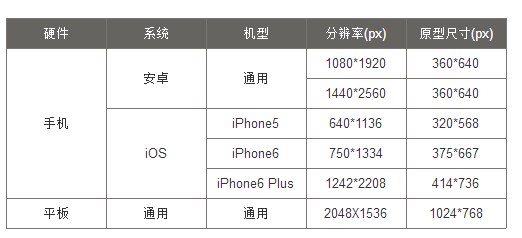 硬件 系统 机型 分辨率(px) 原型尺寸(px)
手机 安卓 通用 1080*1920 360*640
1440*2560 360*640
iOS iPhone5 640*1136 320*568
iPhone6 750*1334 375*667
iPhone6 Plus 1242*2208 414*736
平板 通用 通用 2048X1536 1024*768